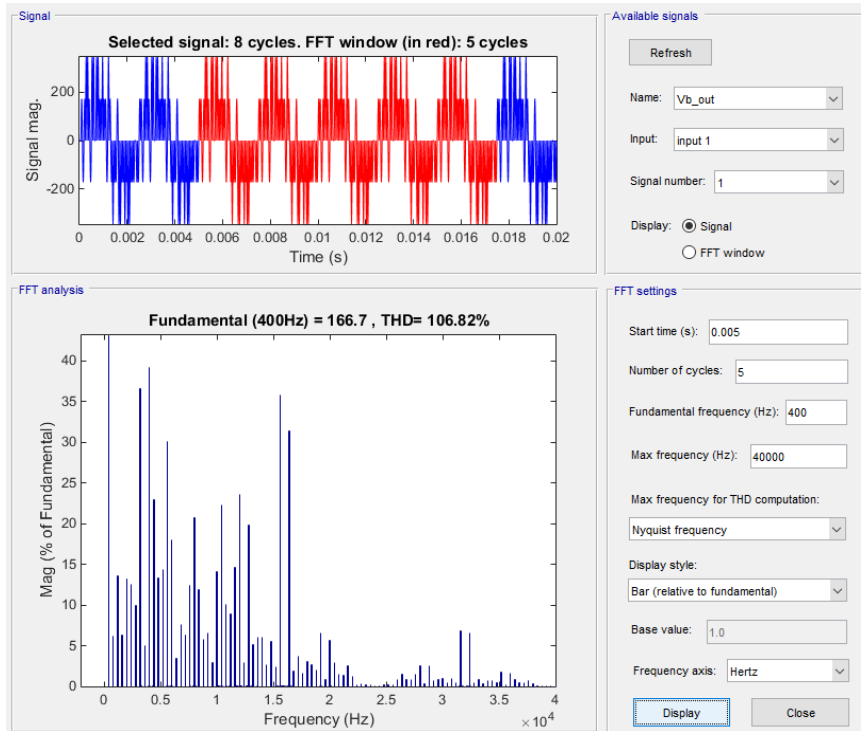 Signal
Selected signal: 8 cycles. FFT window (in red): 5 cycles
Signal mag.
200
0
-200
0 0.002 0.004 0.006 0.008 0.01 0.012 0.014 0.016 0.018 0.02
Time (s)
Available signals
Refresh
Name: Vb_out
Input: input 1
Signal number: 1
Display: Signal
FFT window
FFT analysis
Fundamental (400Hz) = 166.7 , THD= 106.82%
Mag (% of Fundamental)
40
35
30
25
20
15
10
5
0
0 0.5 1 1.5 2 2.5 3 3.5 4
Frequency (Hz)
× 10^4
FFT settings
Start time (s): 0.005
Number of cycles: 5
Fundamental frequency (Hz): 400
Max frequency (Hz): 40000
Max frequency for THD computation:
Nyquist frequency
Display style:
Bar (relative to fundamental)
Base value: 1.0
Frequency axis: Hertz
Display Close